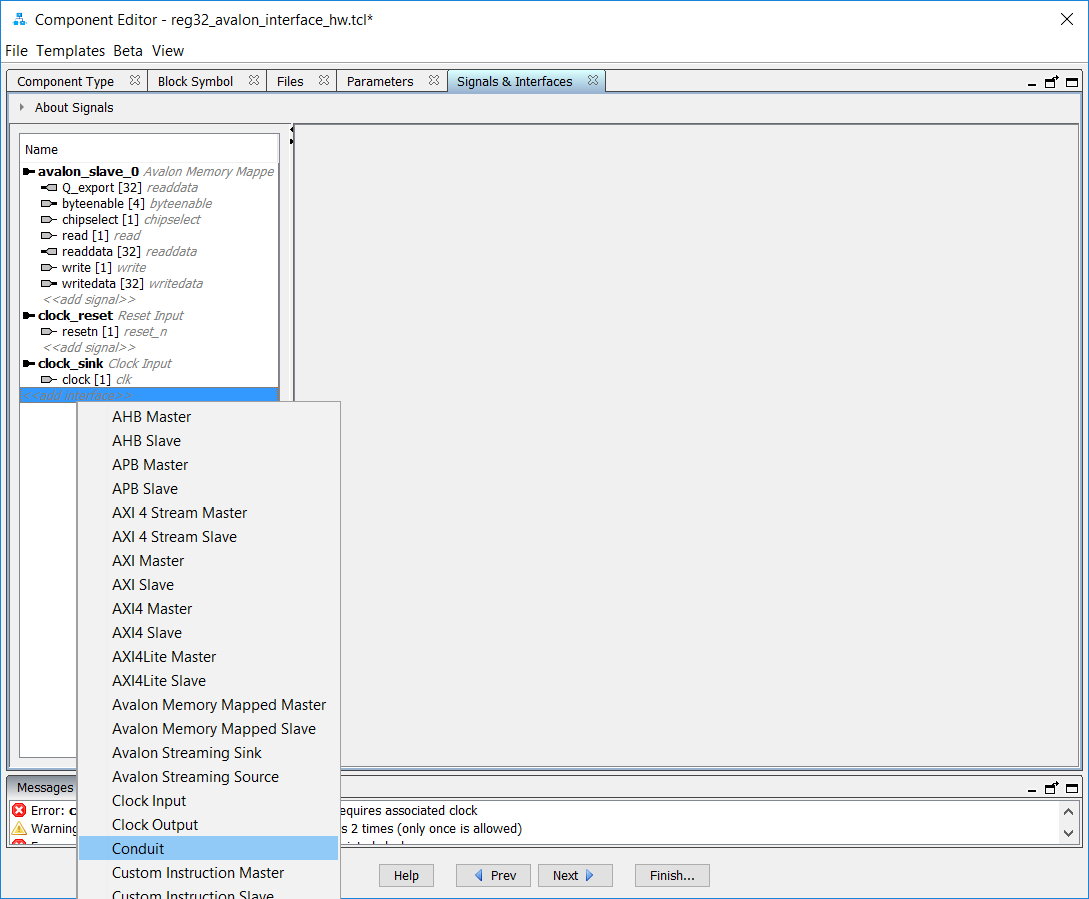 Component Editor - reg32_avalon_interface_hw.tcl*
File Templates Beta View
Component Type Block Symbol Files Parameters Signals & Interfaces
About Signals
Name
avalon_slave_0 Avalon Memory Mappe
Q_export [32] readdata
byteenable [4] byteenable
chipselect [1] chipselect
read [1] read
readdata [32] readdata
write [1] write
writedata [32] writedata
<<add signal>>
clock_reset Reset Input
resetn [1] reset_n
<<add signal>>
clock_sink Clock Input
clock [1] clk
<<add interface>>
AHB Master
AHB Slave
APB Master
APB Slave
AXI 4 Stream Master
AXI 4 Stream Slave
AXI Master
AXI Slave
AXI4 Master
AXI4 Slave
AXI4Lite Master
AXI4Lite Slave
Avalon Memory Mapped Master
Avalon Memory Mapped Slave
Avalon Streaming Sink
Avalon Streaming Source
Clock Input
Clock Output
Conduit
Custom Instruction Master
Custom Instruction Slave
Messages
Error: c equires associated clock
Warning s 2 times (only once is allowed)
Help Prev Next Finish...